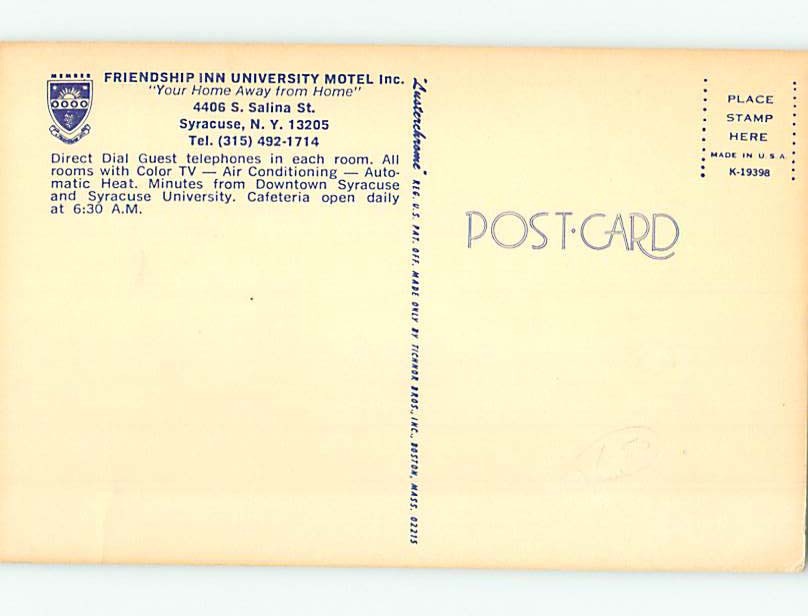 MEMBER
FRIENDSHIP INN UNIVERSITY MOTEL Inc.
"Your Home Away from Home"
4406 S. Salina St.
Syracuse, N. Y. 13205
Tel. (315) 492-1714
Direct Dial Guest telephones in each room. All
rooms with Color TV — Air Conditioning — Auto-
matic Heat. Minutes from Downtown Syracuse
and Syracuse University. Cafeteria open daily
at 6:30 A.M.
"Lusterchrome" REG. U.S. PAT. OFF. MADE ONLY BY TICHNOR BROS., INC., BOSTON, MASS. 02215
POST·CARD
PLACE
STAMP
HERE
MADE IN U.S.A.
K-19398